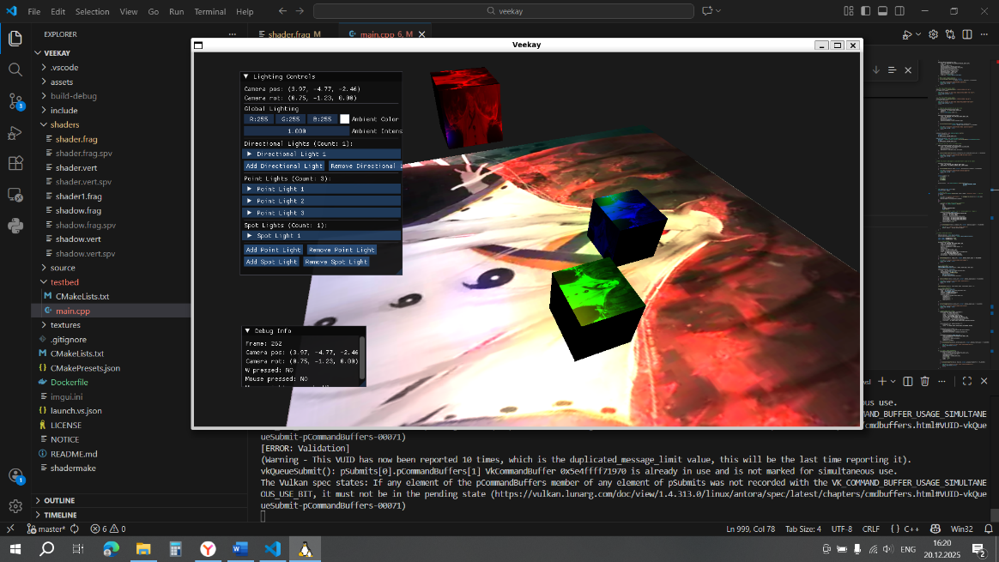 File Edit Selection View Go Run Terminal Help
veekay
EXPLORER
shader.frag M
main.cpp 6, M
VEEKAY
.vscode
assets
build-debug
include
shaders
shader.frag
shader.frag.spv
shader.vert
shader.vert.spv
shader1.frag
shadow.frag
shadow.frag.spv
shadow.vert
shadow.vert.spv
source
testbed
CMakeLists.txt
main.cpp
textures
.gitignore
CMakeLists.txt
CMakePresets.json
Dockerfile
imgui.ini
launch.vs.json
LICENSE
NOTICE
README.md
shadermake
OUTLINE
TIMELINE
3
1
Veekay
Lighting Controls
Camera pos: (3.97, -4.77, -2.46)
Camera rot: (0.75, -1.23, 0.00)
Global Lighting
R:255 G:255 B:255 Ambient Color
1.000 Ambient Intens
Directional Lights (Count: 1):
Directional Light 1
Add Directional Light Remove Directional
Point Lights (Count: 3):
Point Light 1
Point Light 2
Point Light 3
Spot Lights (Count: 1):
Spot Light 1
Add Point Light Remove Point Light
Add Spot Light Remove Spot Light
Debug Info
Frame: 262
Camera pos: (3.97, -4.77, -2.46
Camera rot: (0.75, -1.23, 0.00)
W pressed: NO
Mouse pressed: NO
ous use.
COMMAND_BUFFER_USAGE_SIMULTANE
cmdbuffers.html#VUID-vkQu
eueSubmit-pCommandBuffers-00071)
[ERROR: Validation]
(Warning - This VUID has now been reported 10 times, which is the duplicated_message_limit value, this will be the last time reporting it).
vkQueueSubmit(): pSubmits[0].pCommandBuffers[1] VkCommandBuffer 0x5e4ffff71970 is already in use and is not marked for simultaneous use.
The Vulkan spec states: If any element of the pCommandBuffers member of any element of pSubmits was not recorded with the VK_COMMAND_BUFFER_USAGE_SIMULTANE
OUS_USE_BIT, it must not be in the pending state (https://vulkan.lunarg.com/doc/view/1.4.313.0/linux/antora/spec/latest/chapters/cmdbuffers.html#VUID-vkQu
eueSubmit-pCommandBuffers-00071)
master* 6 0
Ln 999, Col 78 Tab Size: 4 UTF-8 CRLF {} C++ Win32
ENG
16:20
20.12.2025
2